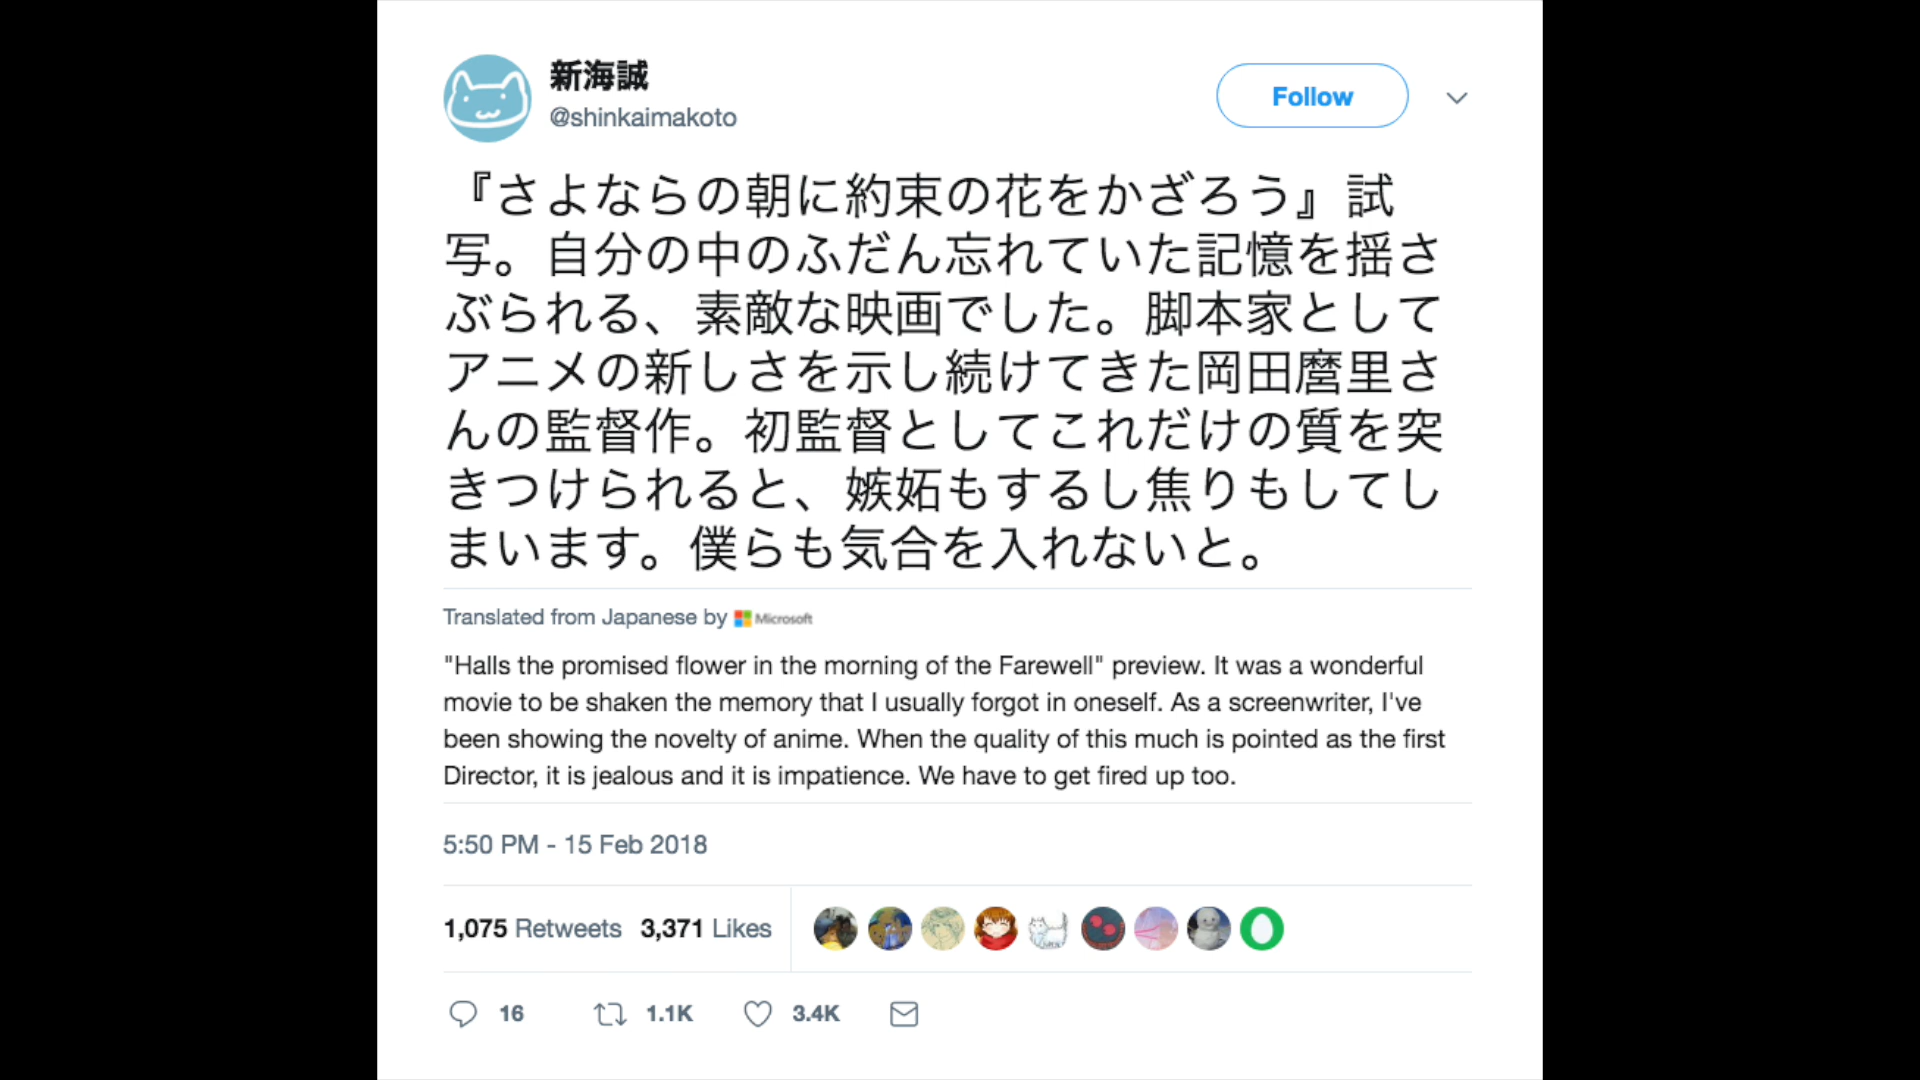 新海誠
@shinkaimakoto
Follow
『さよならの朝に約束の花をかざろう』試
写。自分の中のふだん忘れていた記憶を揺さ
ぶられる、素敵な映画でした。脚本家として
アニメの新しさを示し続けてきた岡田麿里さ
んの監督作。初監督としてこれだけの質を突
きつけられると、嫉妬もするし焦りもしてし
まいます。僕らも気合を入れないと。
Translated from Japanese by Microsoft
"Halls the promised flower in the morning of the Farewell" preview. It was a wonderful
movie to be shaken the memory that I usually forgot in oneself. As a screenwriter, I've
been showing the novelty of anime. When the quality of this much is pointed as the first
Director, it is jealous and it is impatience. We have to get fired up too.
5:50 PM - 15 Feb 2018
1,075 Retweets 3,371 Likes
16 1.1K 3.4K